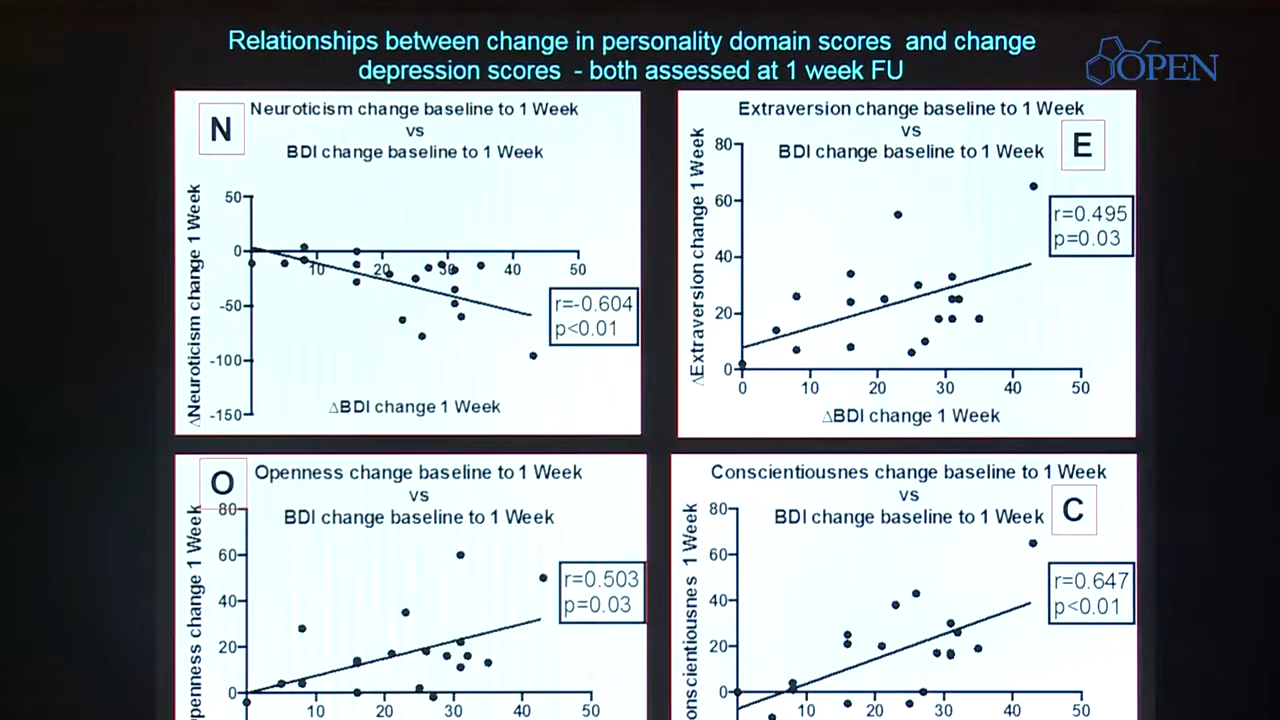 Relationships between change in personality domain scores and change
depression scores - both assessed at 1 week FU
OPEN
N
Neuroticism change baseline to 1 Week
vs
BDI change baseline to 1 Week
ΔNeuroticism change 1 Week
50
0
-50
-100
-150
10
20
30
40
50
r=-0.604
p<0.01
ΔBDI change 1 Week
Extraversion change baseline to 1 Week
vs
BDI change baseline to 1 Week
E
ΔExtraversion change 1 Week
80
60
40
20
0
0
10
20
30
40
50
r=0.495
p=0.03
ΔBDI change 1 Week
O
Openness change baseline to 1 Week
vs
BDI change baseline to 1 Week
change 1 Week
80
60
40
20
0
10
20
30
40
50
r=0.503
p=0.03
Conscientiousnes change baseline to 1 Week
vs
BDI change baseline to 1 Week
C
1 Week
80
60
40
20
0
10
20
30
40
50
r=0.647
p<0.01